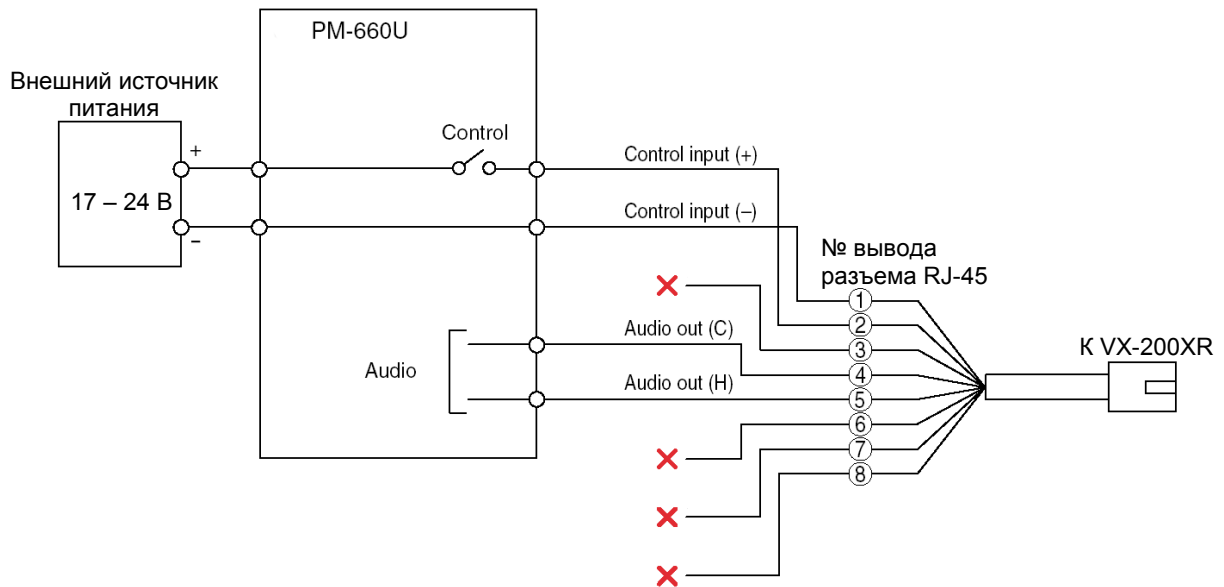 PM-660U
Внешний источник
питания
+
17 – 24 В
–
Control
Control input (+)
Control input (–)
№ вывода
разъема RJ-45
1
2
3
4
5
6
7
8
Audio out (C)
Audio
Audio out (H)
К VX-200XR